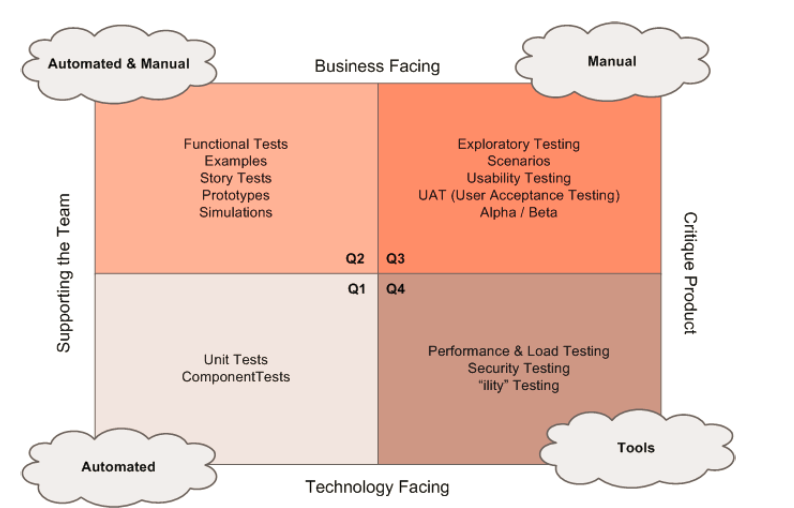 Automated & Manual
Business Facing
Manual
Functional Tests
Examples
Story Tests
Prototypes
Simulations
Exploratory Testing
Scenarios
Usability Testing
UAT (User Acceptance Testing)
Alpha / Beta
Supporting the Team
Critique Product
Q2
Q3
Q1
Q4
Unit Tests
ComponentTests
Performance & Load Testing
Security Testing
“ility” Testing
Automated
Tools
Technology Facing